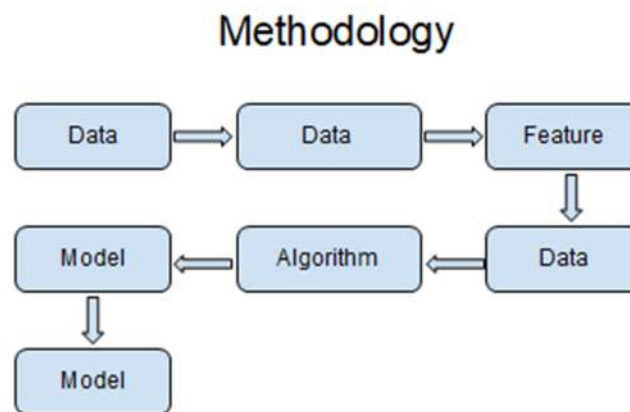 Methodology
Data
Data
Feature
Data
Algorithm
Model
Model